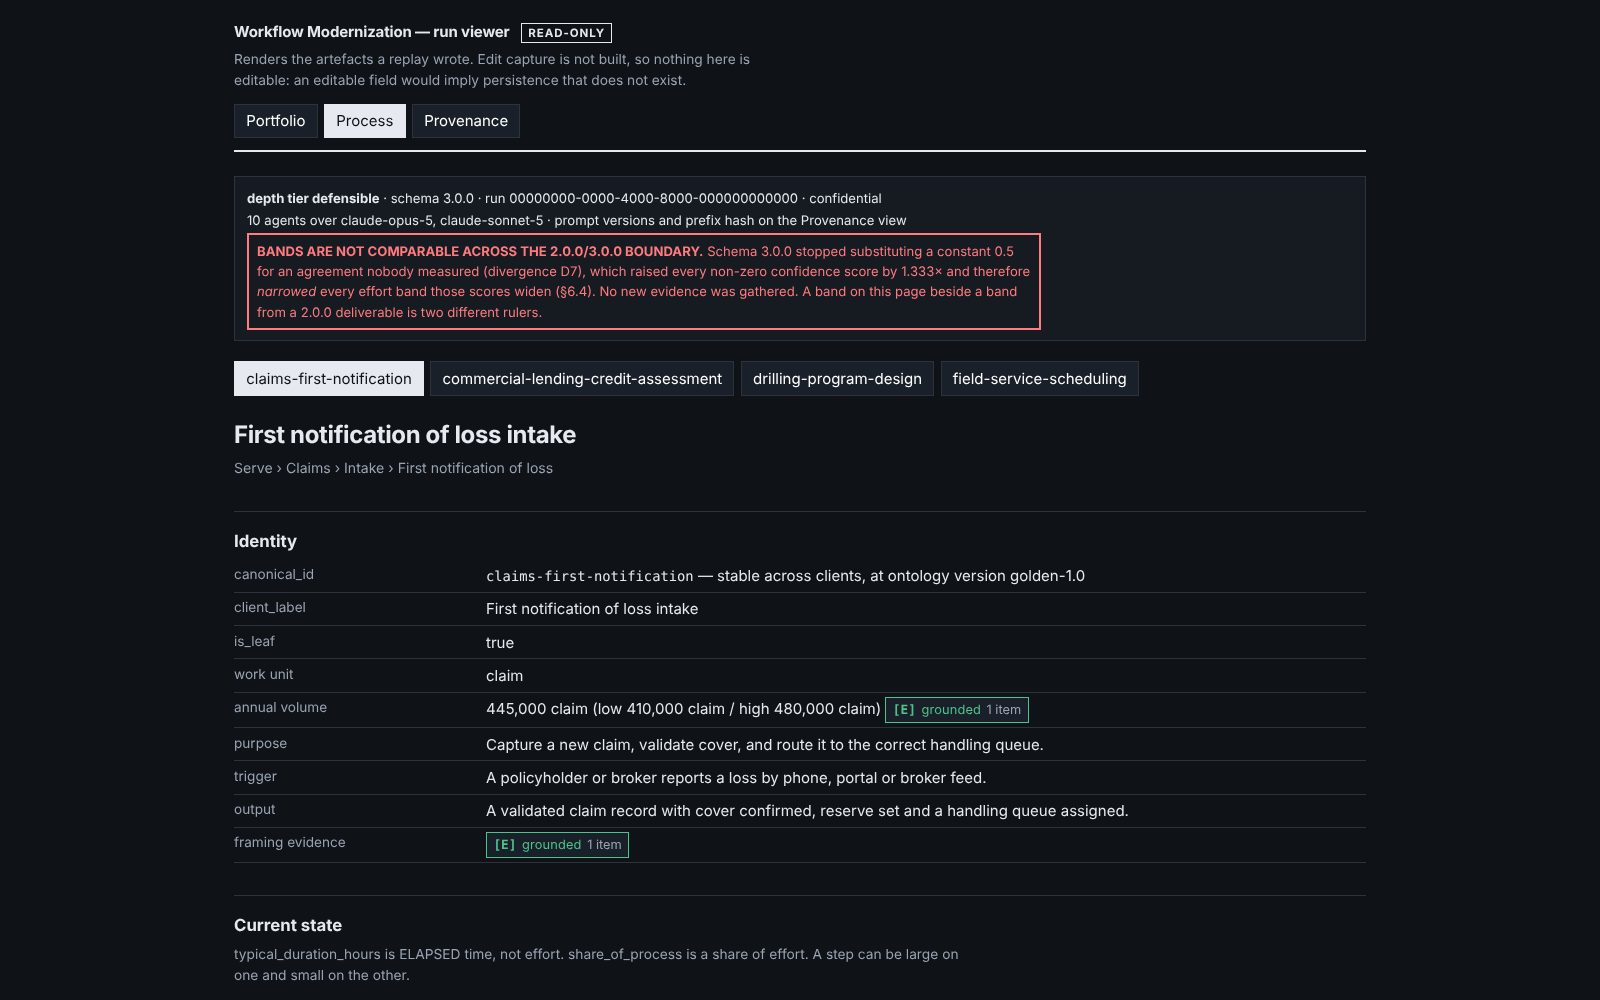 Workflow Modernization — run viewer READ-ONLY
Renders the artefacts a replay wrote. Edit capture is not built, so nothing here is
editable: an editable field would imply persistence that does not exist.
Portfolio Process Provenance
depth tier defensible · schema 3.0.0 · run 00000000-0000-4000-8000-000000000000 · confidential
10 agents over claude-opus-5, claude-sonnet-5 · prompt versions and prefix hash on the Provenance view
BANDS ARE NOT COMPARABLE ACROSS THE 2.0.0/3.0.0 BOUNDARY. Schema 3.0.0 stopped substituting a constant 0.5
for an agreement nobody measured (divergence D7), which raised every non-zero confidence score by 1.333× and therefore
narrowed every effort band those scores widen (§6.4). No new evidence was gathered. A band on this page beside a band
from a 2.0.0 deliverable is two different rulers.
claims-first-notification commercial-lending-credit-assessment drilling-program-design field-service-scheduling
First notification of loss intake
Serve › Claims › Intake › First notification of loss
Identity
canonical_id claims-first-notification — stable across clients, at ontology version golden-1.0
client_label First notification of loss intake
is_leaf true
work unit claim
annual volume 445,000 claim (low 410,000 claim / high 480,000 claim) [E] grounded 1 item
purpose Capture a new claim, validate cover, and route it to the correct handling queue.
trigger A policyholder or broker reports a loss by phone, portal or broker feed.
output A validated claim record with cover confirmed, reserve set and a handling queue assigned.
framing evidence [E] grounded 1 item
Current state
typical_duration_hours is ELAPSED time, not effort. share_of_process is a share of effort. A step can be large on
one and small on the other.